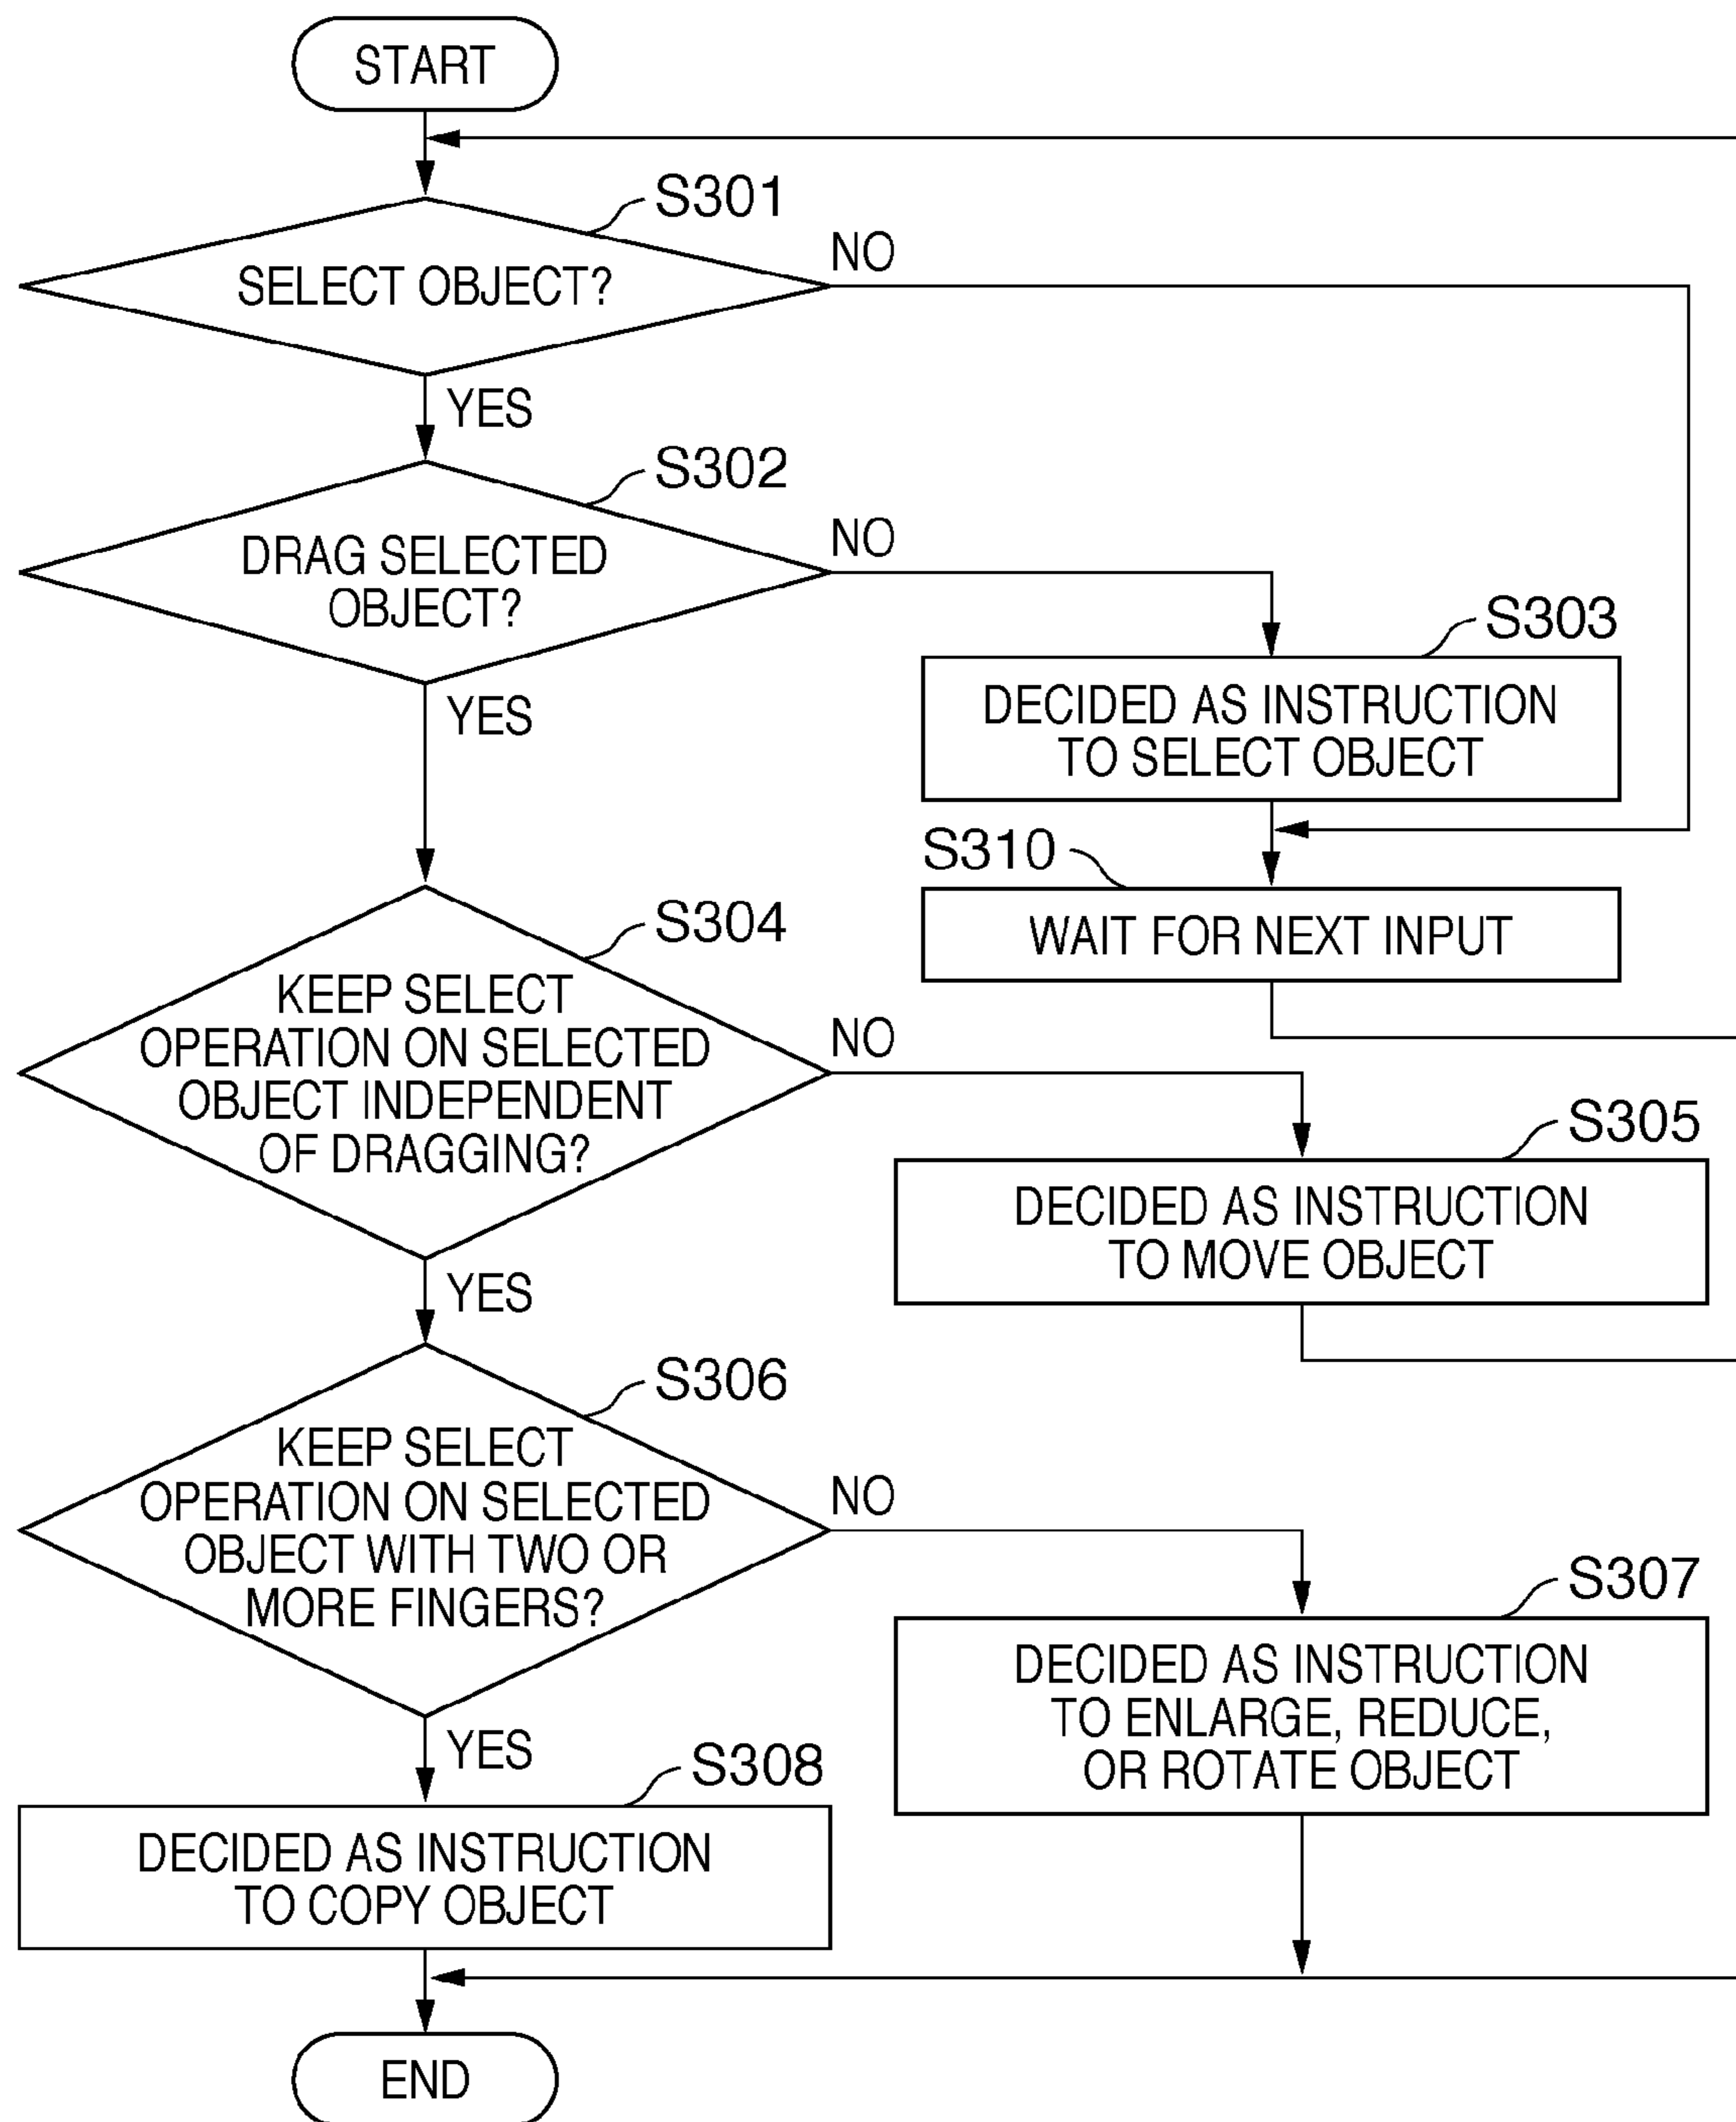 START
S301
SELECT OBJECT?
NO
YES
S302
DRAG SELECTED
OBJECT?
NO
YES
S303
DECIDED AS INSTRUCTION
TO SELECT OBJECT
S310
WAIT FOR NEXT INPUT
S304
KEEP SELECT
OPERATION ON SELECTED
OBJECT INDEPENDENT
OF DRAGGING?
NO
YES
S305
DECIDED AS INSTRUCTION
TO MOVE OBJECT
S306
KEEP SELECT
OPERATION ON SELECTED
OBJECT WITH TWO OR
MORE FINGERS?
NO
YES
S307
DECIDED AS INSTRUCTION
TO ENLARGE, REDUCE,
OR ROTATE OBJECT
S308
DECIDED AS INSTRUCTION
TO COPY OBJECT
END